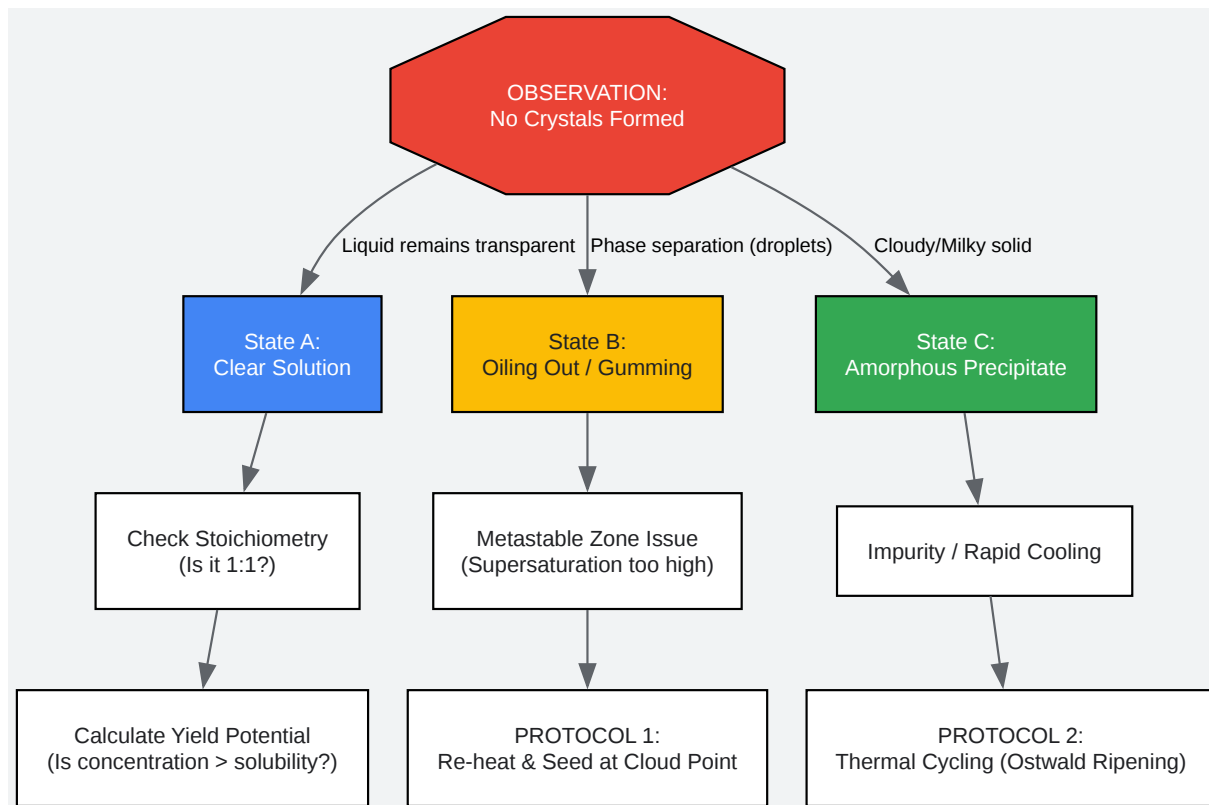 OBSERVATION:
No Crystals Formed
Liquid remains transparent
Phase separation (droplets)
Cloudy/Milky solid
State A:
Clear Solution
State B:
Oiling Out / Gumming
State C:
Amorphous Precipitate
Check Stoichiometry
(Is it 1:1?)
Metastable Zone Issue
(Supersaturation too high)
Impurity / Rapid Cooling
Calculate Yield Potential
(Is concentration > solubility?)
PROTOCOL 1:
Re-heat & Seed at Cloud Point
PROTOCOL 2:
Thermal Cycling (Ostwald Ripening)